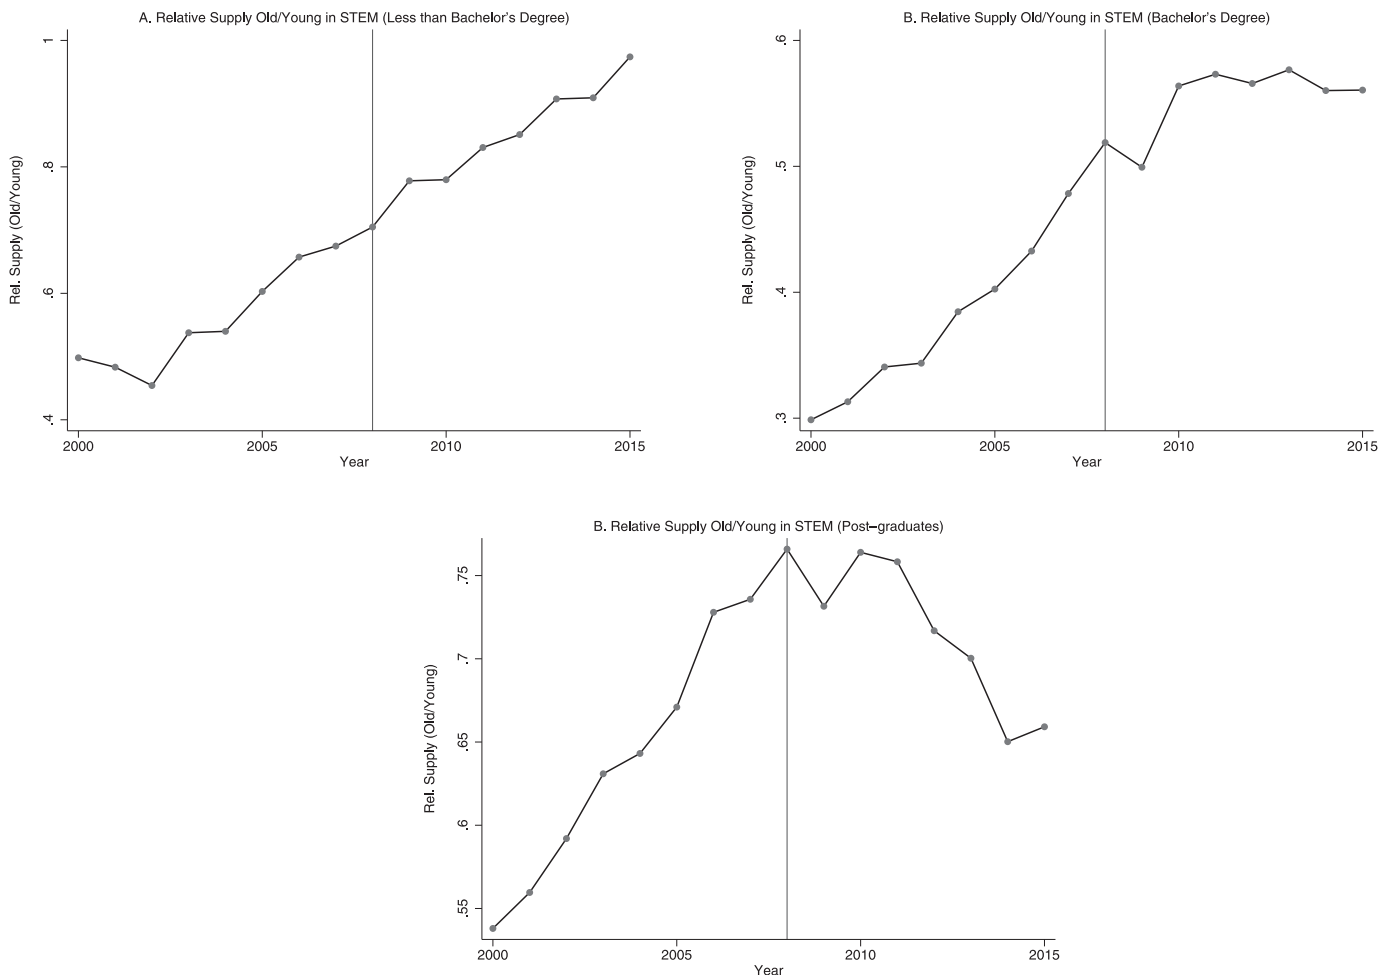 A. Relative Supply Old/Young in STEM (Less than Bachelor's Degree)
Rel. Supply (Old/Young)
1
.8
.6
.4
2000 2005 2010 2015
Year
B. Relative Supply Old/Young in STEM (Bachelor's Degree)
Rel. Supply (Old/Young)
.6
.5
.4
.3
2000 2005 2010 2015
Year
B. Relative Supply Old/Young in STEM (Post-graduates)
Rel. Supply (Old/Young)
.75
.7
.65
.6
.55
2000 2005 2010 2015
Year